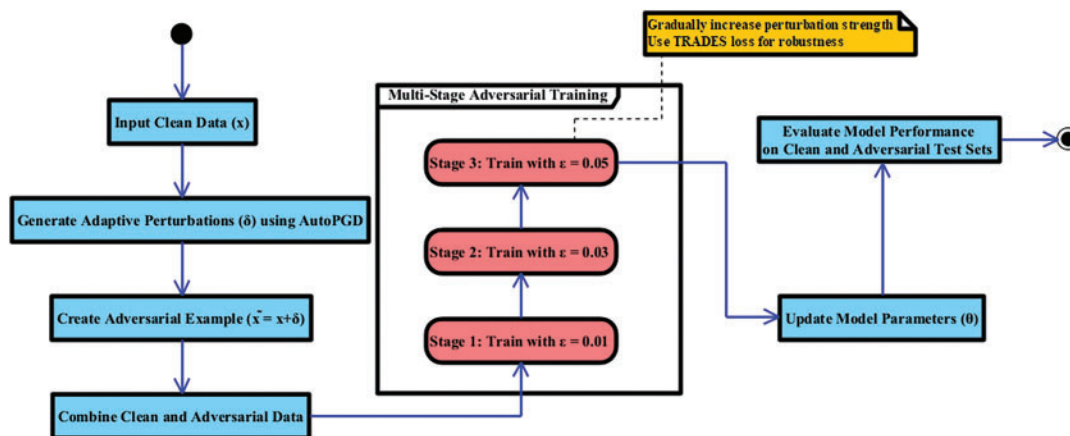 Gradually increase perturbation strength
Use TRADES loss for robustness
Multi-Stage Adversarial Training
Input Clean Data (x)
Generate Adaptive Perturbations (δ) using AutoPGD
Create Adversarial Example (x̃ = x+δ)
Combine Clean and Adversarial Data
Stage 3: Train with ε = 0.05
Stage 2: Train with ε = 0.03
Stage 1: Train with ε = 0.01
Evaluate Model Performance
on Clean and Adversarial Test Sets
Update Model Parameters (θ)